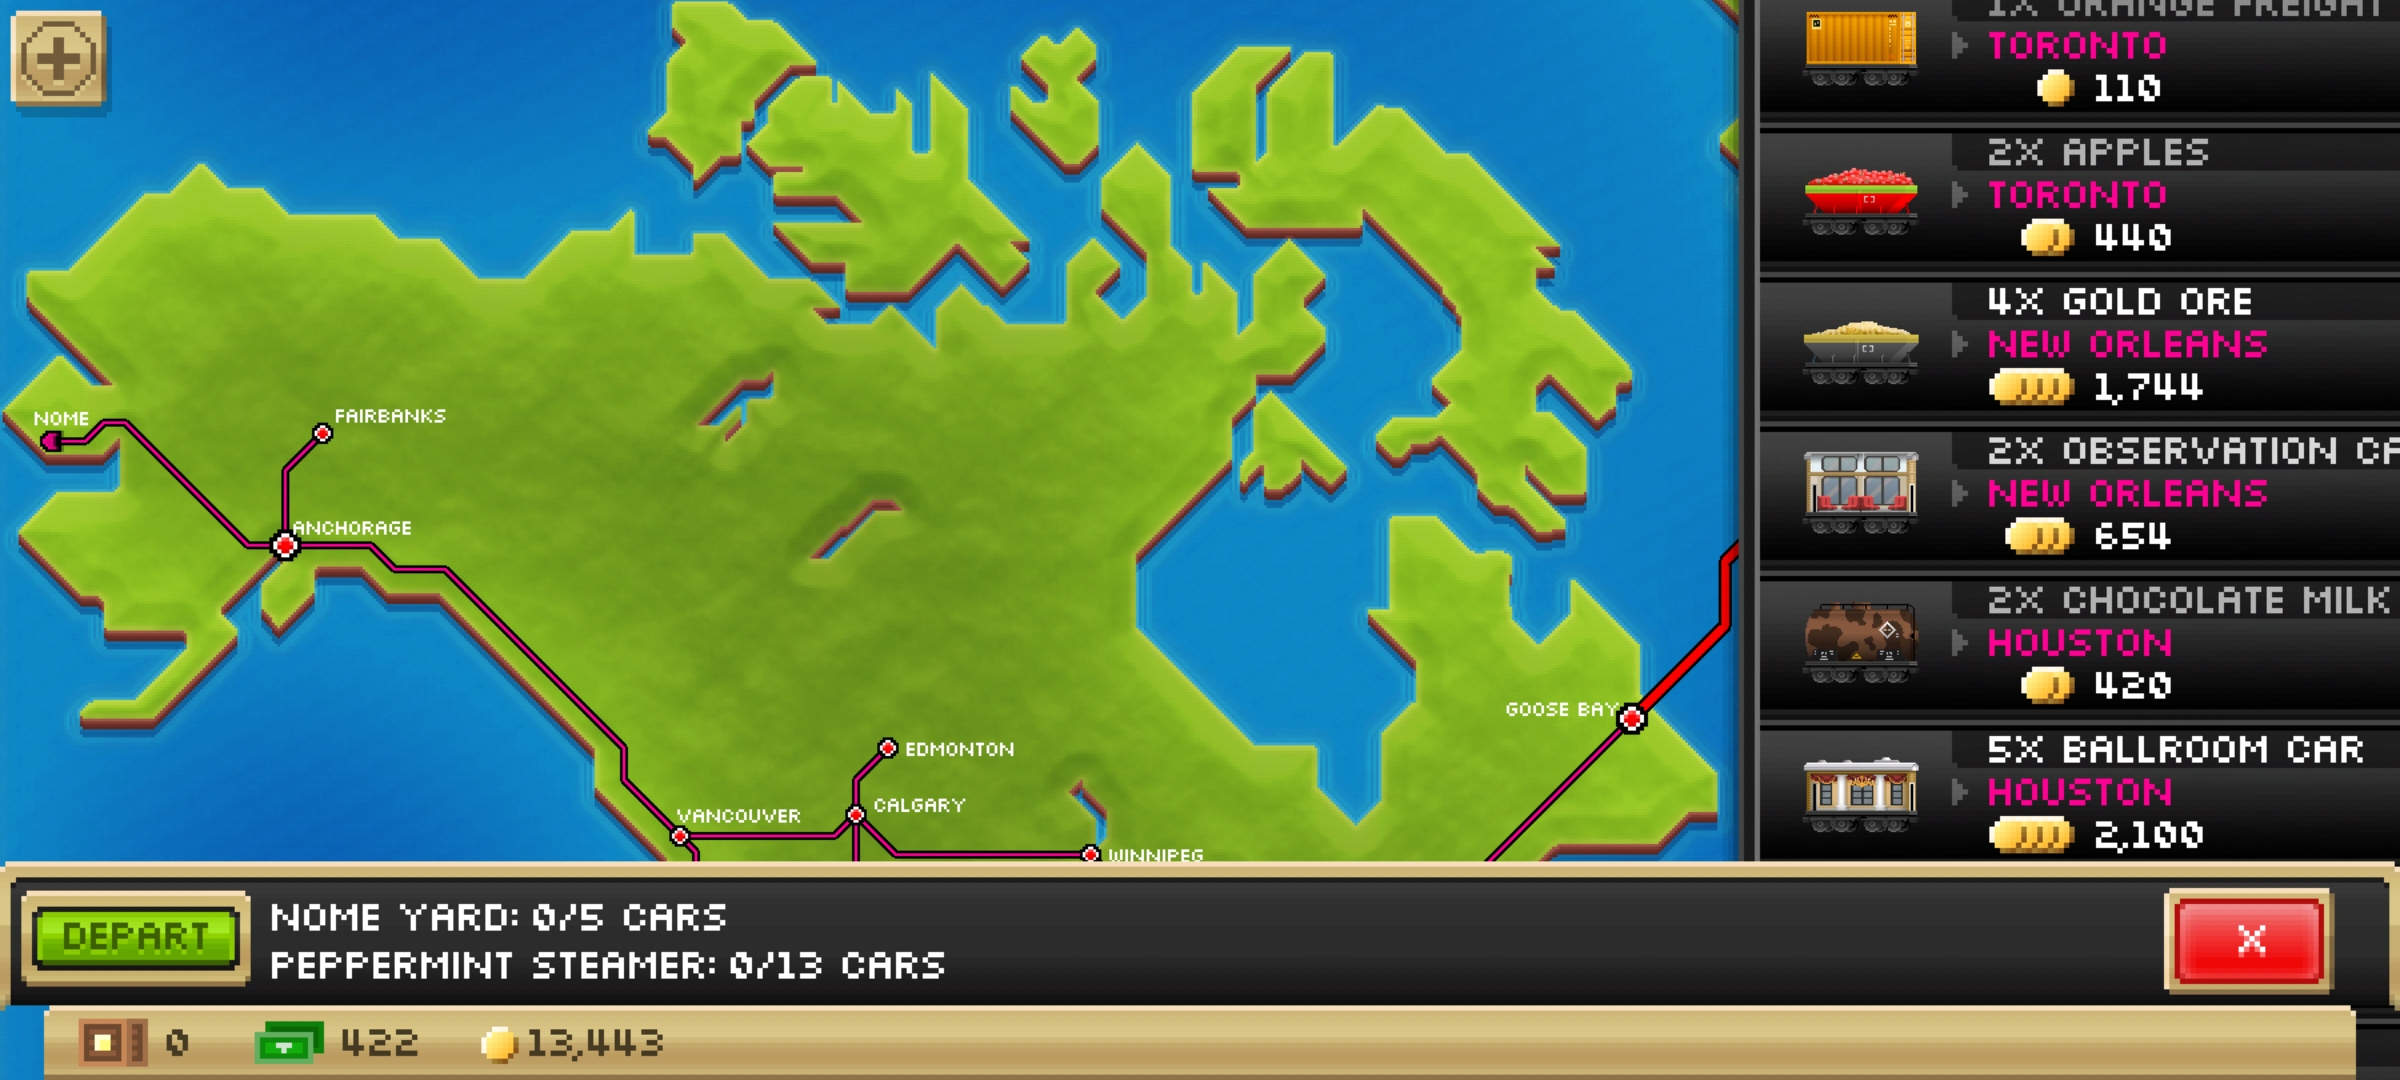 NOME
FAIRBANKS
ANCHORAGE
GOOSE BAY
EDMONTON
CALGARY
VANCOUVER
WINNIPEG
1X ORANGE FREIGHT
TORONTO
110
2X APPLES
TORONTO
440
4X GOLD ORE
NEW ORLEANS
1,744
2X OBSERVATION CA
NEW ORLEANS
654
2X CHOCOLATE MILK
HOUSTON
420
5X BALLROOM CAR
HOUSTON
2,100
DEPART
NOME YARD: 0/5 CARS
PEPPERMINT STEAMER: 0/13 CARS
X
0
422
13,443